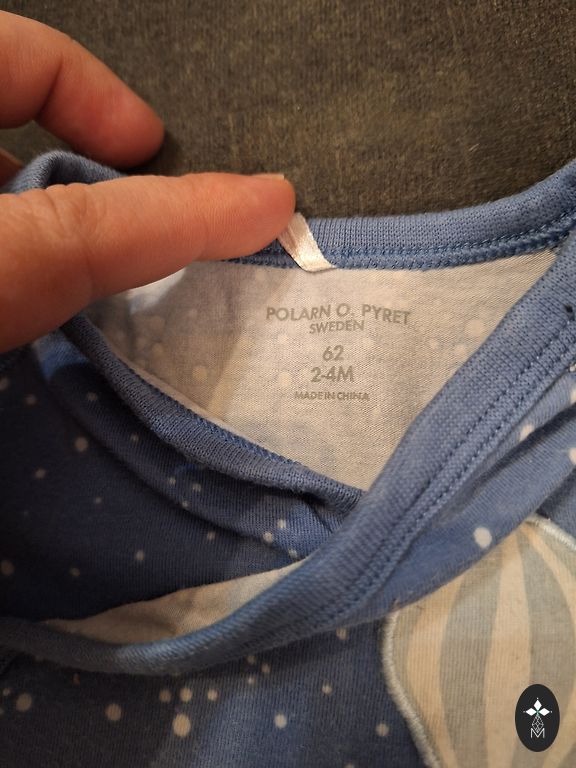 POLARN O. PYRET
SWEDEN
62
2-4M
MADE IN CHINA
M